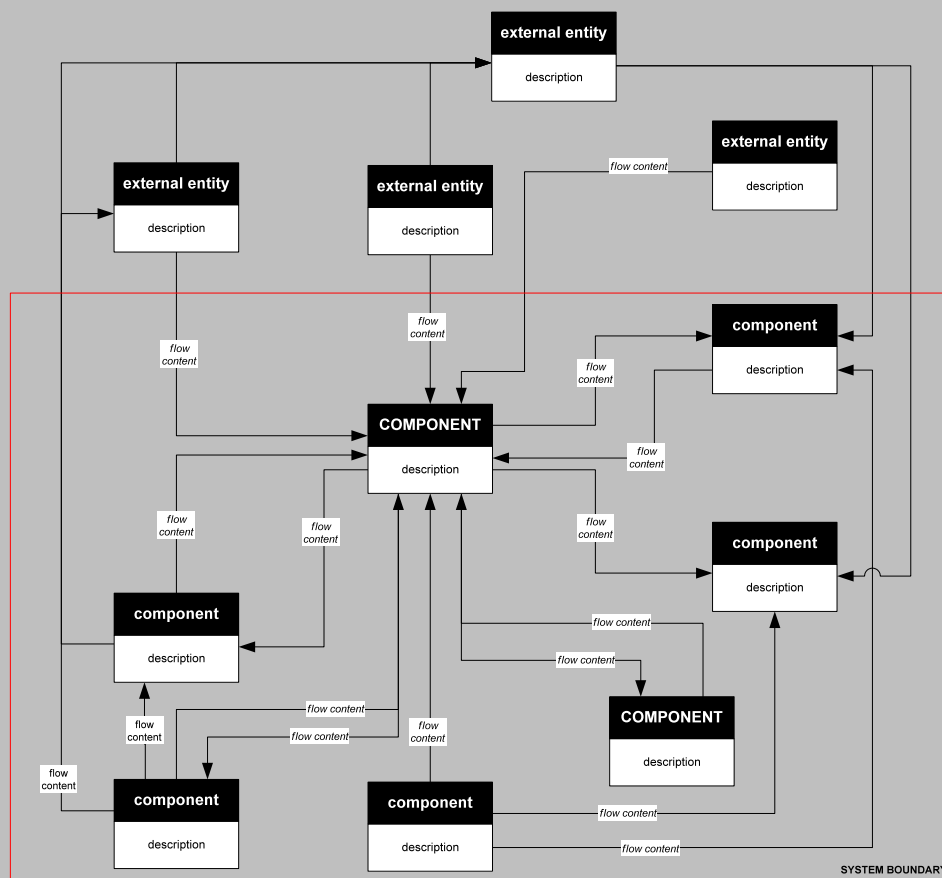 external entity
description
external entity
description
flow content
external entity
description
external entity
description
flow
content
flow
content
component
description
flow
content
COMPONENT
description
flow
content
flow
content
flow
content
flow
content
component
description
component
description
flow content
flow content
COMPONENT
description
flow content
flow
content
flow content
flow
content
flow
content
component
description
component
description
flow content
flow content
SYSTEM BOUNDARY